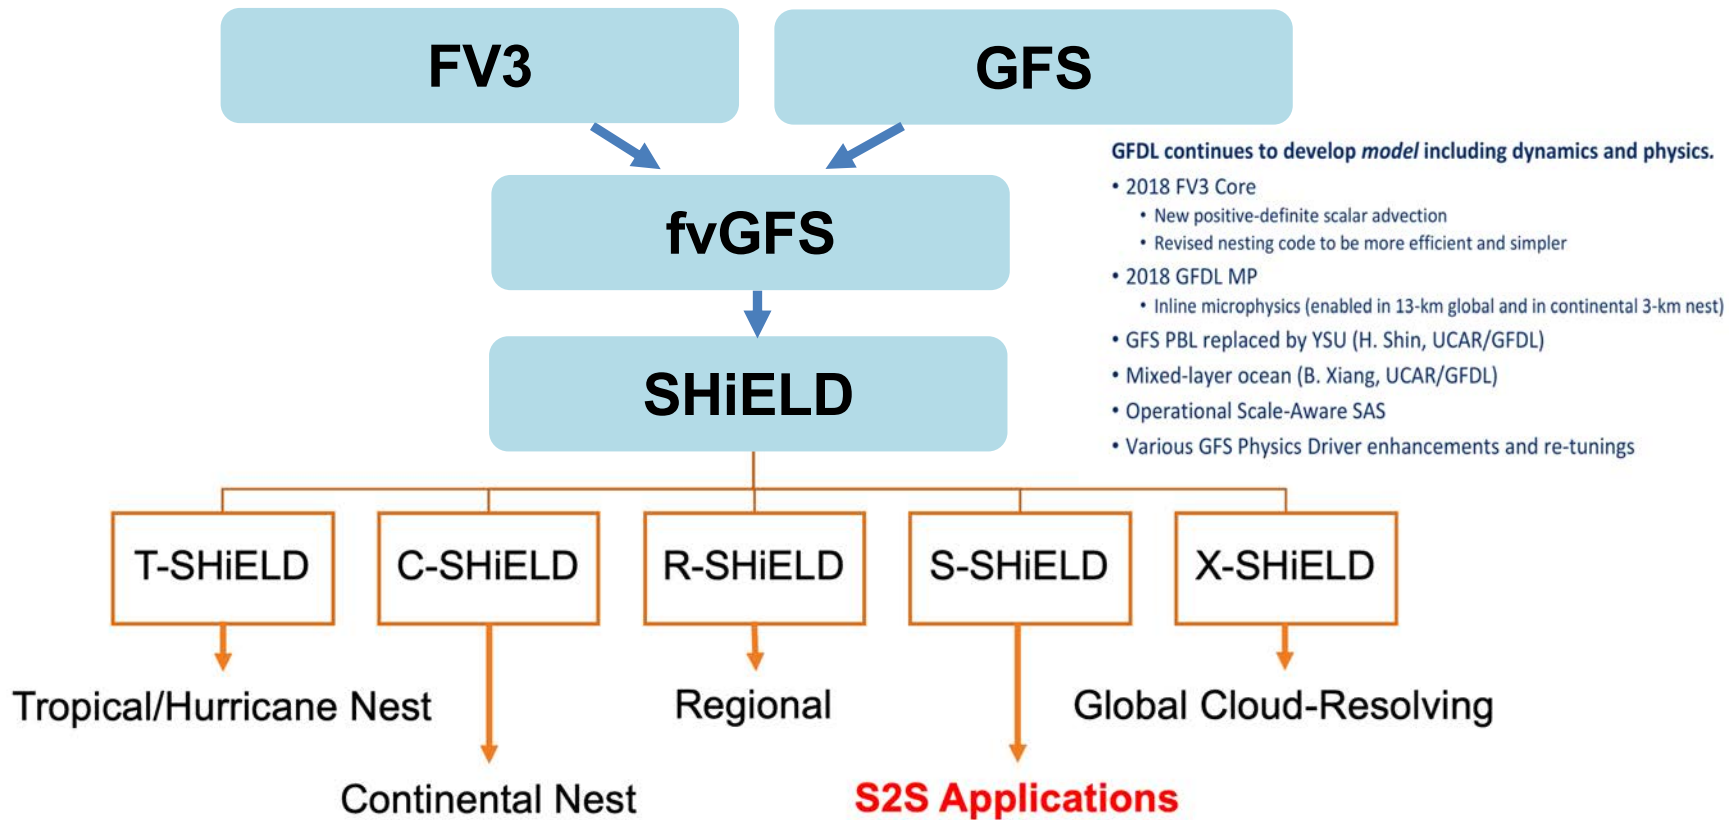 FV3
GFS
fvGFS
SHiELD
GFDL continues to develop model including dynamics and physics.
• 2018 FV3 Core
• New positive-definite scalar advection
• Revised nesting code to be more efficient and simpler
• 2018 GFDL MP
• Inline microphysics (enabled in 13-km global and in continental 3-km nest)
• GFS PBL replaced by YSU (H. Shin, UCAR/GFDL)
• Mixed-layer ocean (B. Xiang, UCAR/GFDL)
• Operational Scale-Aware SAS
• Various GFS Physics Driver enhancements and re-tunings
T-SHiELD
C-SHiELD
R-SHiELD
S-SHiELD
X-SHiELD
Tropical/Hurricane Nest
Regional
Global Cloud-Resolving
Continental Nest
S2S Applications